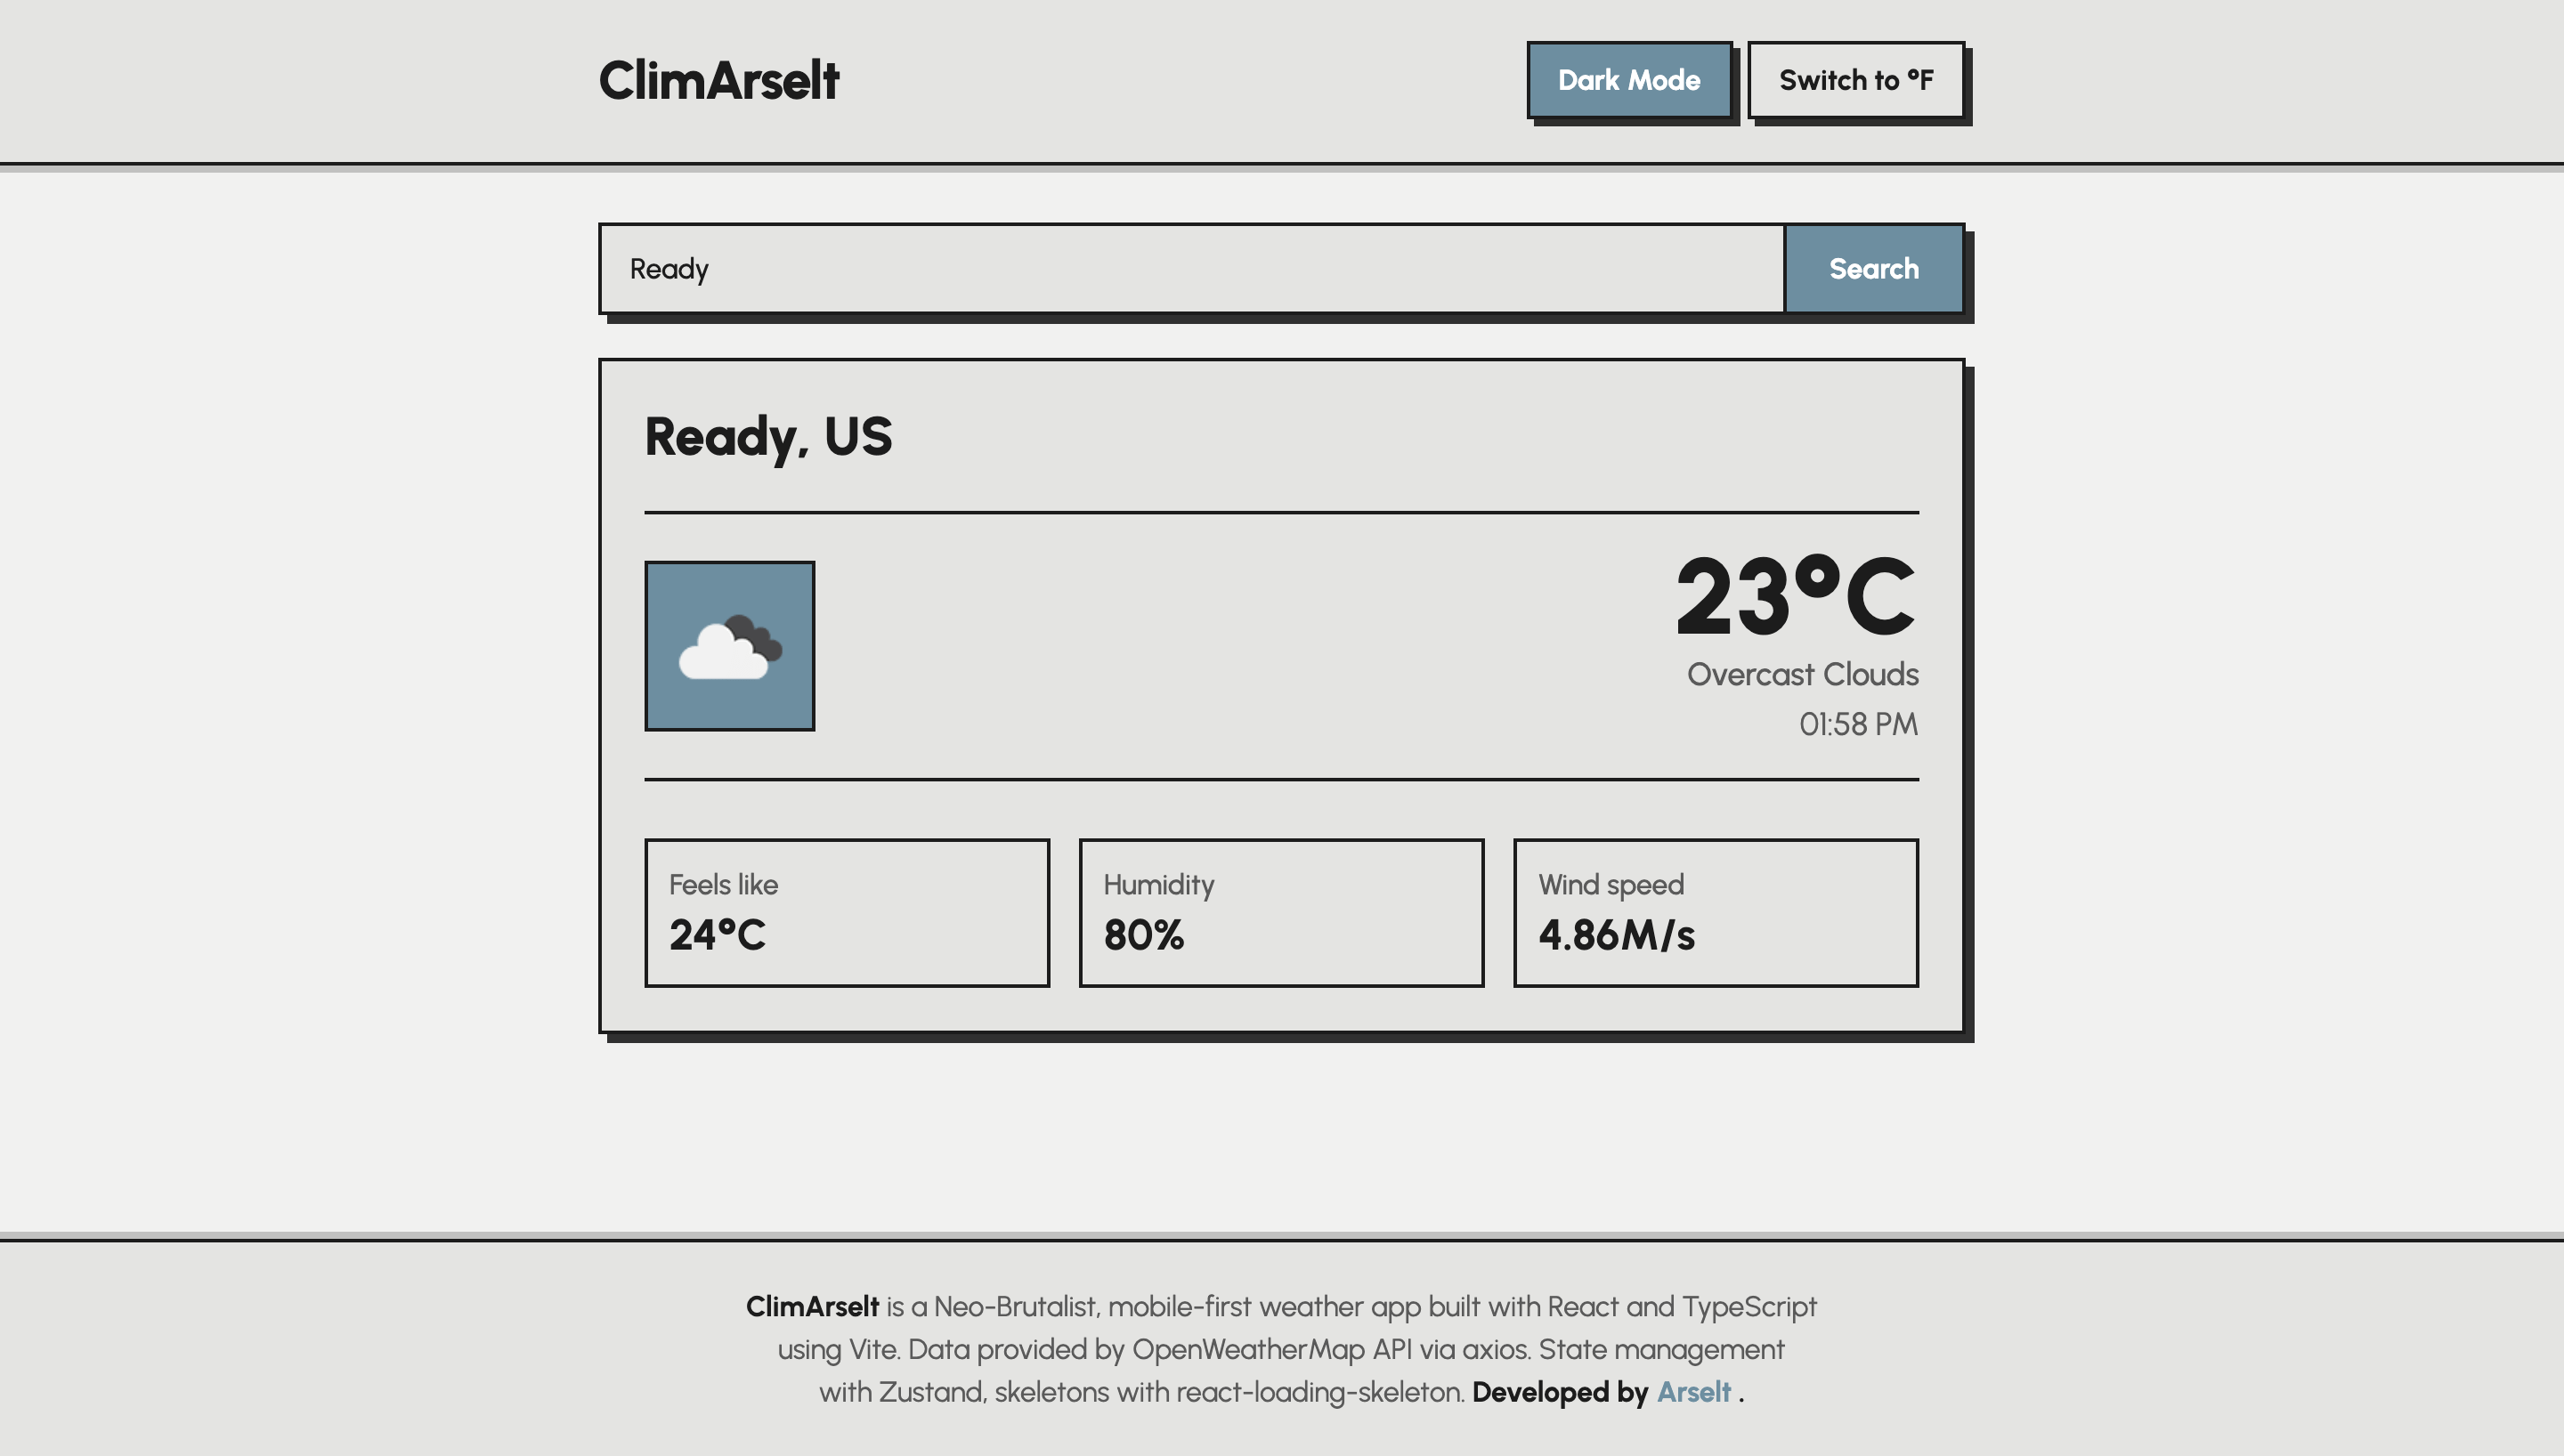 ClimArselt
Dark Mode
Switch to °F
Ready
Search
Ready, US
23°C
Overcast Clouds
01:58 PM
Feels like
24°C
Humidity
80%
Wind speed
4.86M/s
ClimArselt is a Neo-Brutalist, mobile-first weather app built with React and TypeScript
using Vite. Data provided by OpenWeatherMap API via axios. State management
with Zustand, skeletons with react-loading-skeleton. Developed by Arselt .